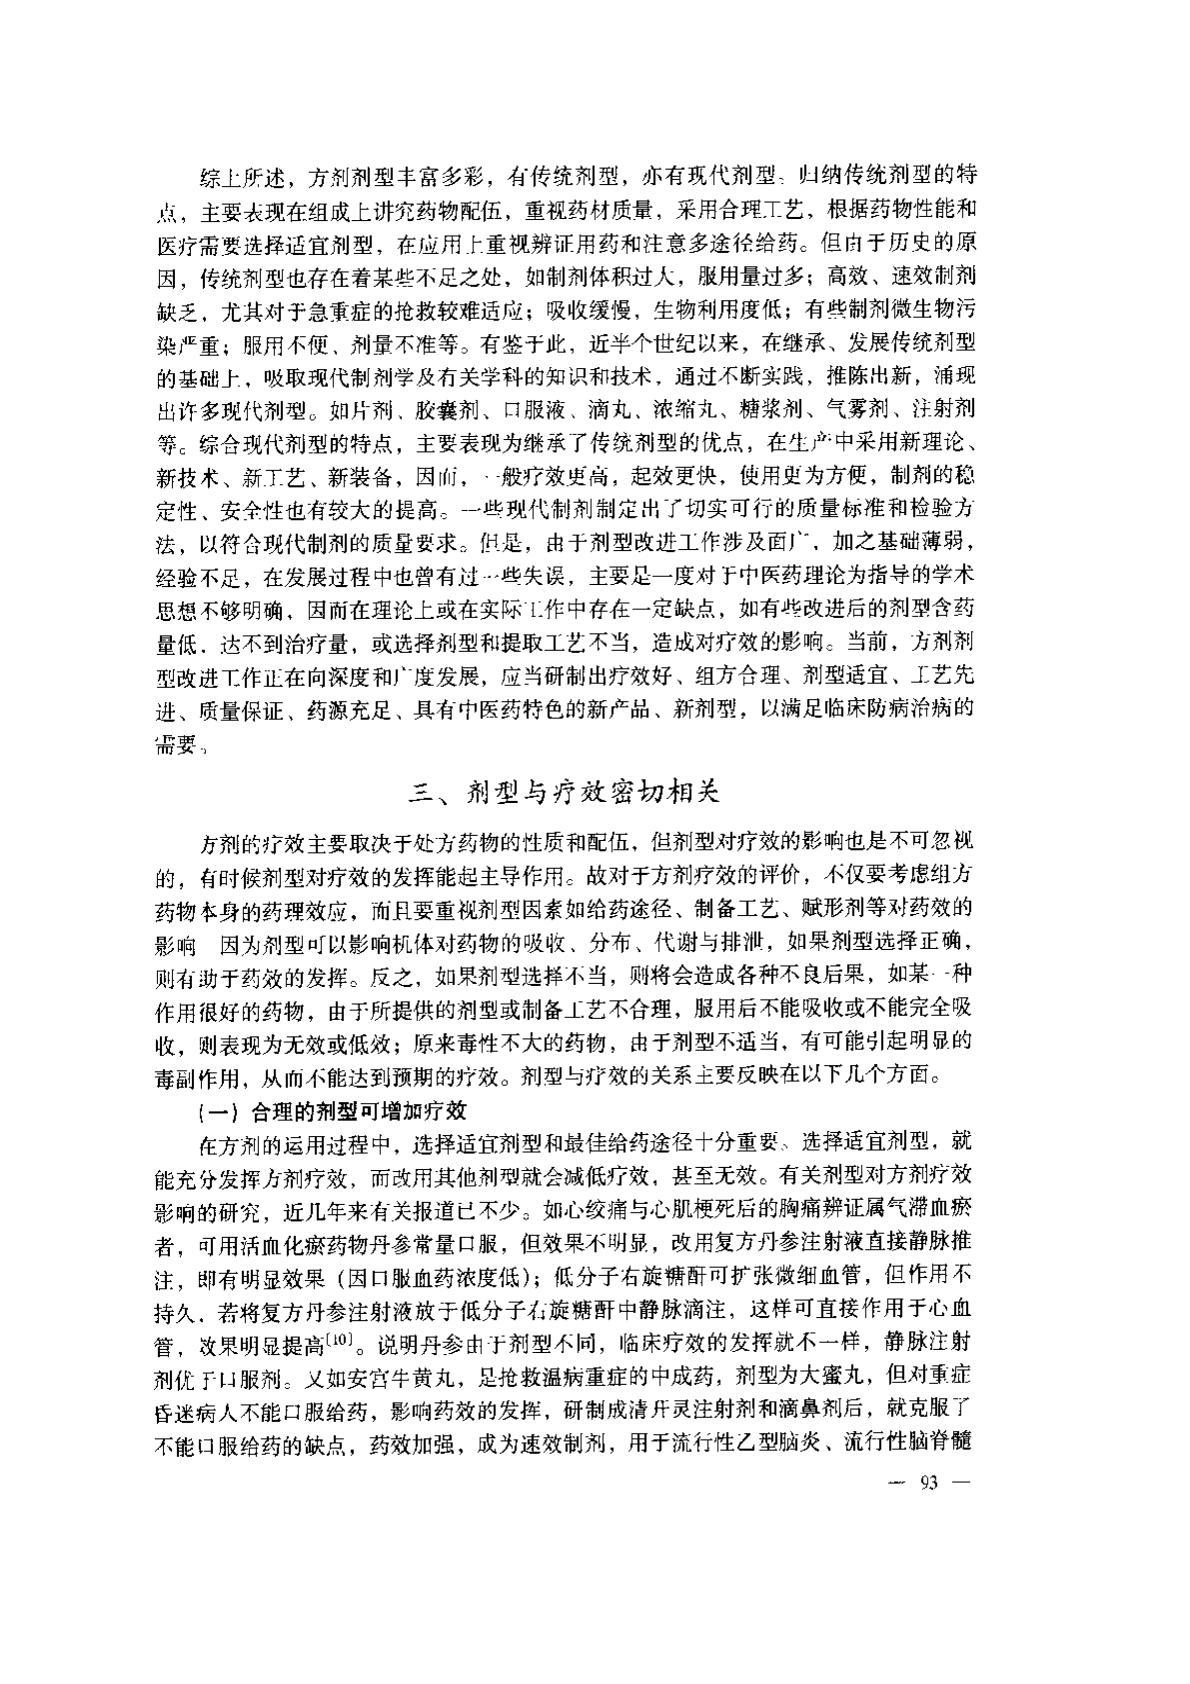 综上所述，方剂剂型丰富多彩，有传统剂型，亦有现代剂型。归纳传统剂型的特
点，主要表现在组成上讲究药物配伍，重视药材质量，采用合理工艺，根据药物性能和
医疗需要选择适宜剂型，在应用上重视辨证用药和注意多途径给药。但由于历史的原
因，传统剂型也存在着某些不足之处，如制剂体积过大，服用量过多；高效、速效制剂
缺乏，尤其对于急重症的抢救较难适应；吸收缓慢，生物利用度低；有些制剂微生物污
染严重；服用不便、剂量不准等。有鉴于此，近半个世纪以来，在继承、发展传统剂型
的基础上，吸取现代制剂学及有关学科的知识和技术，通过不断实践，推陈出新，涌现
出许多现代剂型。如片剂、胶囊剂、口服液、滴丸、浓缩丸、糖浆剂、气雾剂、注射剂
等。综合现代剂型的特点，主要表现为继承了传统剂型的优点，在生产中采用新理论、
新技术、新工艺、新装备，因而，一般疗效更高，起效更快，使用更为方便，制剂的稳
定性、安全性也有较大的提高。一些现代制剂制定出了切实可行的质量标准和检验方
法，以符合现代制剂的质量要求。但是，由于剂型改进工作涉及面广，加之基础薄弱，
经验不足，在发展过程中也曾有过一些失误，主要是一度对于中医药理论为指导的学术
思想不够明确，因而在理论上或在实际工作中存在一定缺点，如有些改进后的剂型含药
量低，达不到治疗量，或选择剂型和提取工艺不当，造成对疗效的影响。当前，方剂剂
型改进工作正在向深度和广度发展，应当研制出疗效好、组方合理、剂型适宜、工艺先
进、质量保证、药源充足、具有中医药特色的新产品、新剂型，以满足临床防病治病的
需要。
三、剂型与疗效密切相关
方剂的疗效主要取决于处方药物的性质和配伍，但剂型对疗效的影响也是不可忽视
的，有时候剂型对疗效的发挥能起主导作用。故对于方剂疗效的评价，不仅要考虑组方
药物本身的药理效应，而且要重视剂型因素如给药途径、制备工艺、赋形剂等对药效的
影响　因为剂型可以影响机体对药物的吸收、分布、代谢与排泄，如果剂型选择正确，
则有助于药效的发挥。反之，如果剂型选择不当，则将会造成各种不良后果，如某一种
作用很好的药物，由于所提供的剂型或制备工艺不合理，服用后不能吸收或不能完全吸
收，则表现为无效或低效；原来毒性不大的药物，由于剂型不适当，有可能引起明显的
毒副作用，从而不能达到预期的疗效。剂型与疗效的关系主要反映在以下几个方面。
（一）合理的剂型可增加疗效
在方剂的运用过程中，选择适宜剂型和最佳给药途径十分重要。选择适宜剂型，就
能充分发挥方剂疗效，而改用其他剂型就会减低疗效，甚至无效。有关剂型对方剂疗效
影响的研究，近几年来有关报道已不少。如心绞痛与心肌梗死后的胸痛辨证属气滞血瘀
者，可用活血化瘀药物丹参常量口服，但效果不明显，改用复方丹参注射液直接静脉推
注，即有明显效果（因口服血药浓度低）；低分子右旋糖酐可扩张微细血管，但作用不
持久，若将复方丹参注射液放于低分子右旋糖酐中静脉滴注，这样可直接作用于心血
管，效果明显提高[10]。说明丹参由于剂型不同，临床疗效的发挥就不一样，静脉注射
剂优于口服剂。又如安宫牛黄丸，是抢救温病重症的中成药，剂型为大蜜丸，但对重症
昏迷病人不能口服给药，影响药效的发挥，研制成清开灵注射剂和滴鼻剂后，就克服了
不能口服给药的缺点，药效加强，成为速效制剂，用于流行性乙型脑炎、流行性脑脊髓
— 93 —